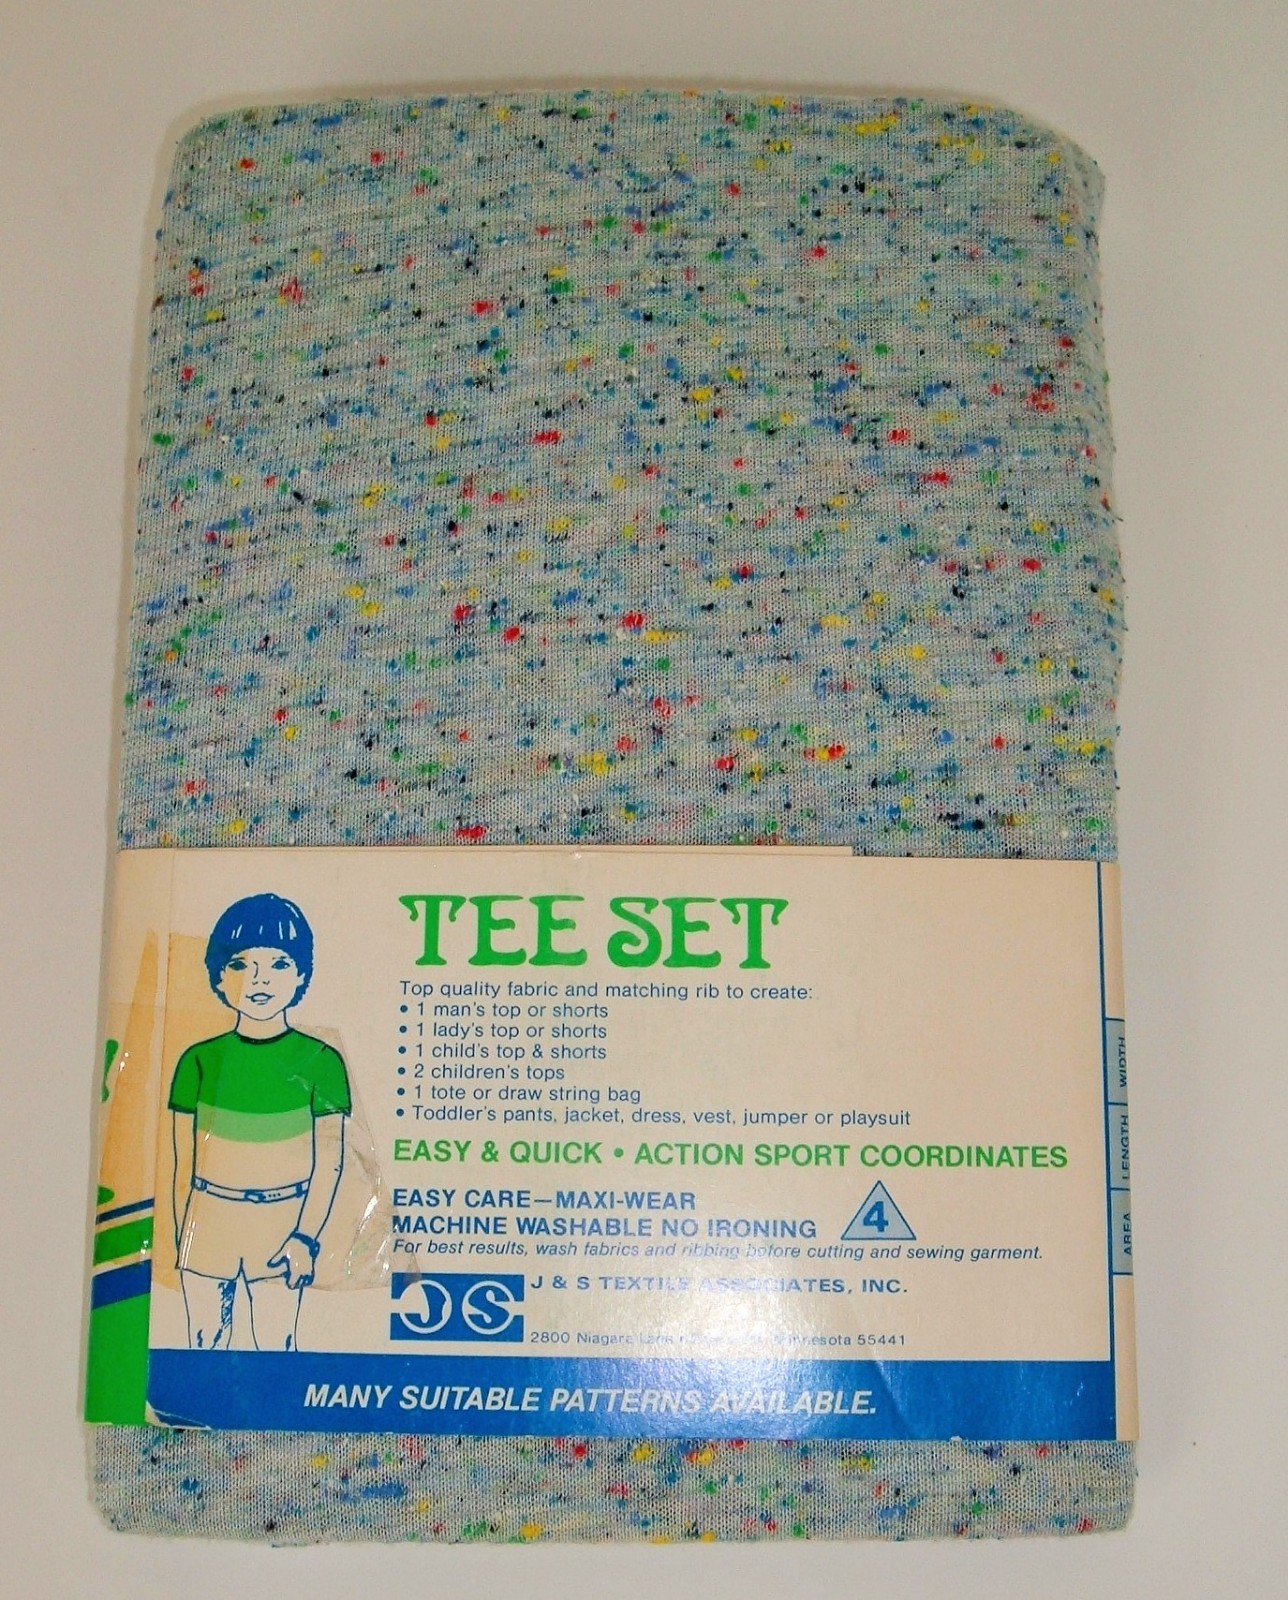 TEE SET
Top quality fabric and matching rib to create:
• 1 man's top or shorts
• 1 lady's top or shorts
• 1 child's top & shorts
• 2 children's tops
• 1 tote or draw string bag
• Toddler's pants, jacket, dress, vest, jumper or playsuit
EASY & QUICK • ACTION SPORT COORDINATES
EASY CARE—MAXI-WEAR
MACHINE WASHABLE NO IRONING
4
For best results, wash fabrics and ribbing before cutting and sewing garment.
JS
J & S TEXTILE ASSOCIATES, INC.
2800 Niagara Lane Minnesota 55441
MANY SUITABLE PATTERNS AVAILABLE.
WIDTH
LENGTH
AREA